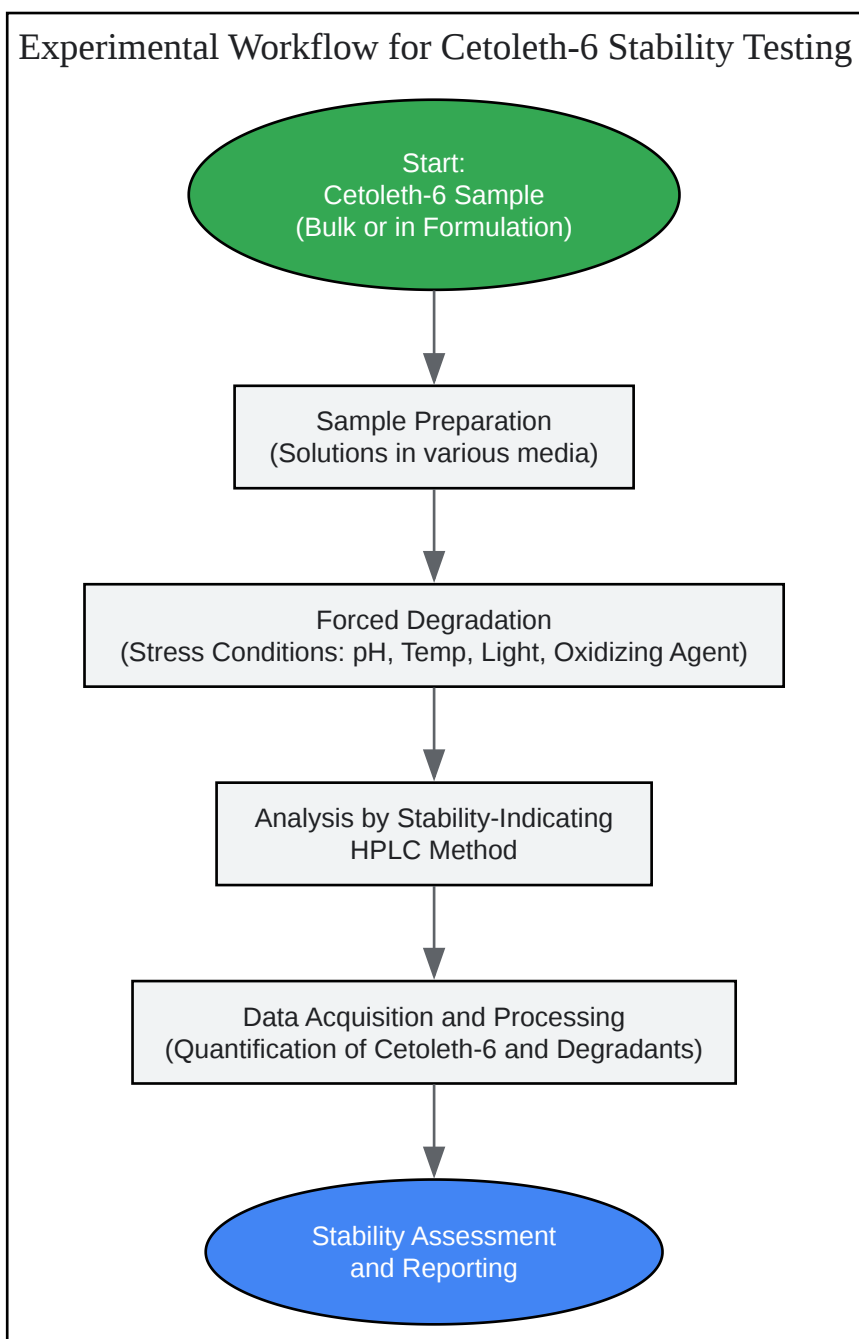 Experimental Workflow for Cetoleth-6 Stability Testing
Start:
Cetoleth-6 Sample
(Bulk or in Formulation)
Sample Preparation
(Solutions in various media)
Forced Degradation
(Stress Conditions: pH, Temp, Light, Oxidizing Agent)
Analysis by Stability-Indicating
HPLC Method
Data Acquisition and Processing
(Quantification of Cetoleth-6 and Degradants)
Stability Assessment
and Reporting